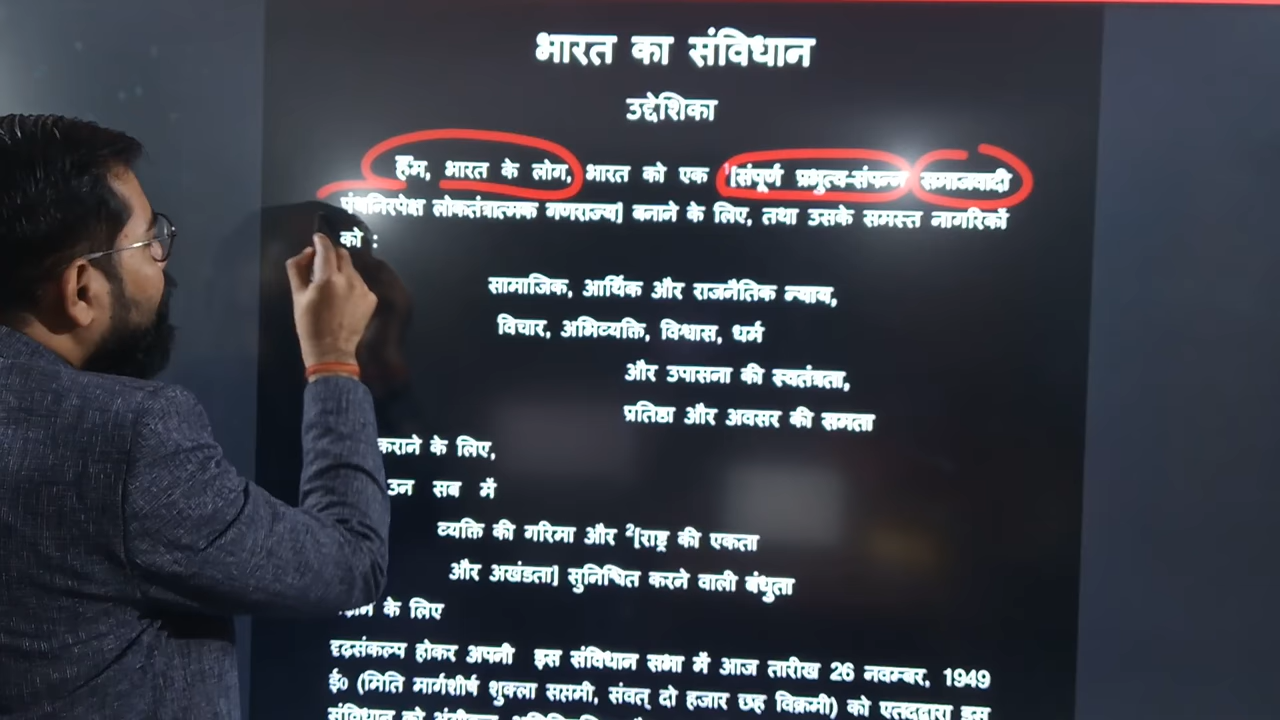 भारत का संविधान
उद्देशिका
हम, भारत के लोग, भारत को एक ¹[संपूर्ण प्रभुत्व-संपन्न समाजवादी
पंथनिरपेक्ष लोकतंत्रात्मक गणराज्य] बनाने के लिए, तथा उसके समस्त नागरिकों
को :
सामाजिक, आर्थिक और राजनैतिक न्याय,
विचार, अभिव्यक्ति, विश्वास, धर्म
और उपासना की स्वतंत्रता,
प्रतिष्ठा और अवसर की समता
कराने के लिए,
उन सब में
व्यक्ति की गरिमा और ²[राष्ट्र की एकता
और अखंडता] सुनिश्चित करने वाली बंधुता
के लिए
दृढ़संकल्प होकर अपनी इस संविधान सभा में आज तारीख 26 नवम्बर, 1949
ई० (मिति मार्गशीर्ष शुक्ला सप्तमी, संवत् दो हजार छह विक्रमी) को एतद्द्वारा इस
संविधान को